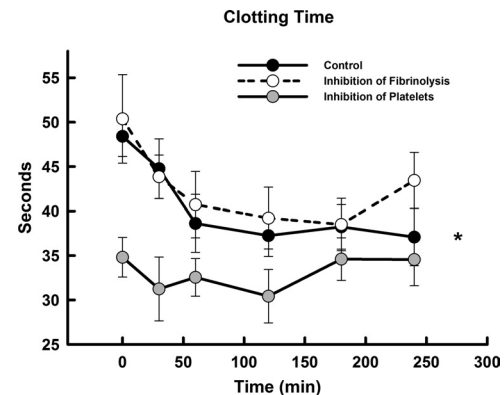 Clotting Time
Control
Inhibition of Fibrinolysis
Inhibition of Platelets
55
50
45
40
35
30
25
Seconds
*
0 50 100 150 200 250 300
Time (min)